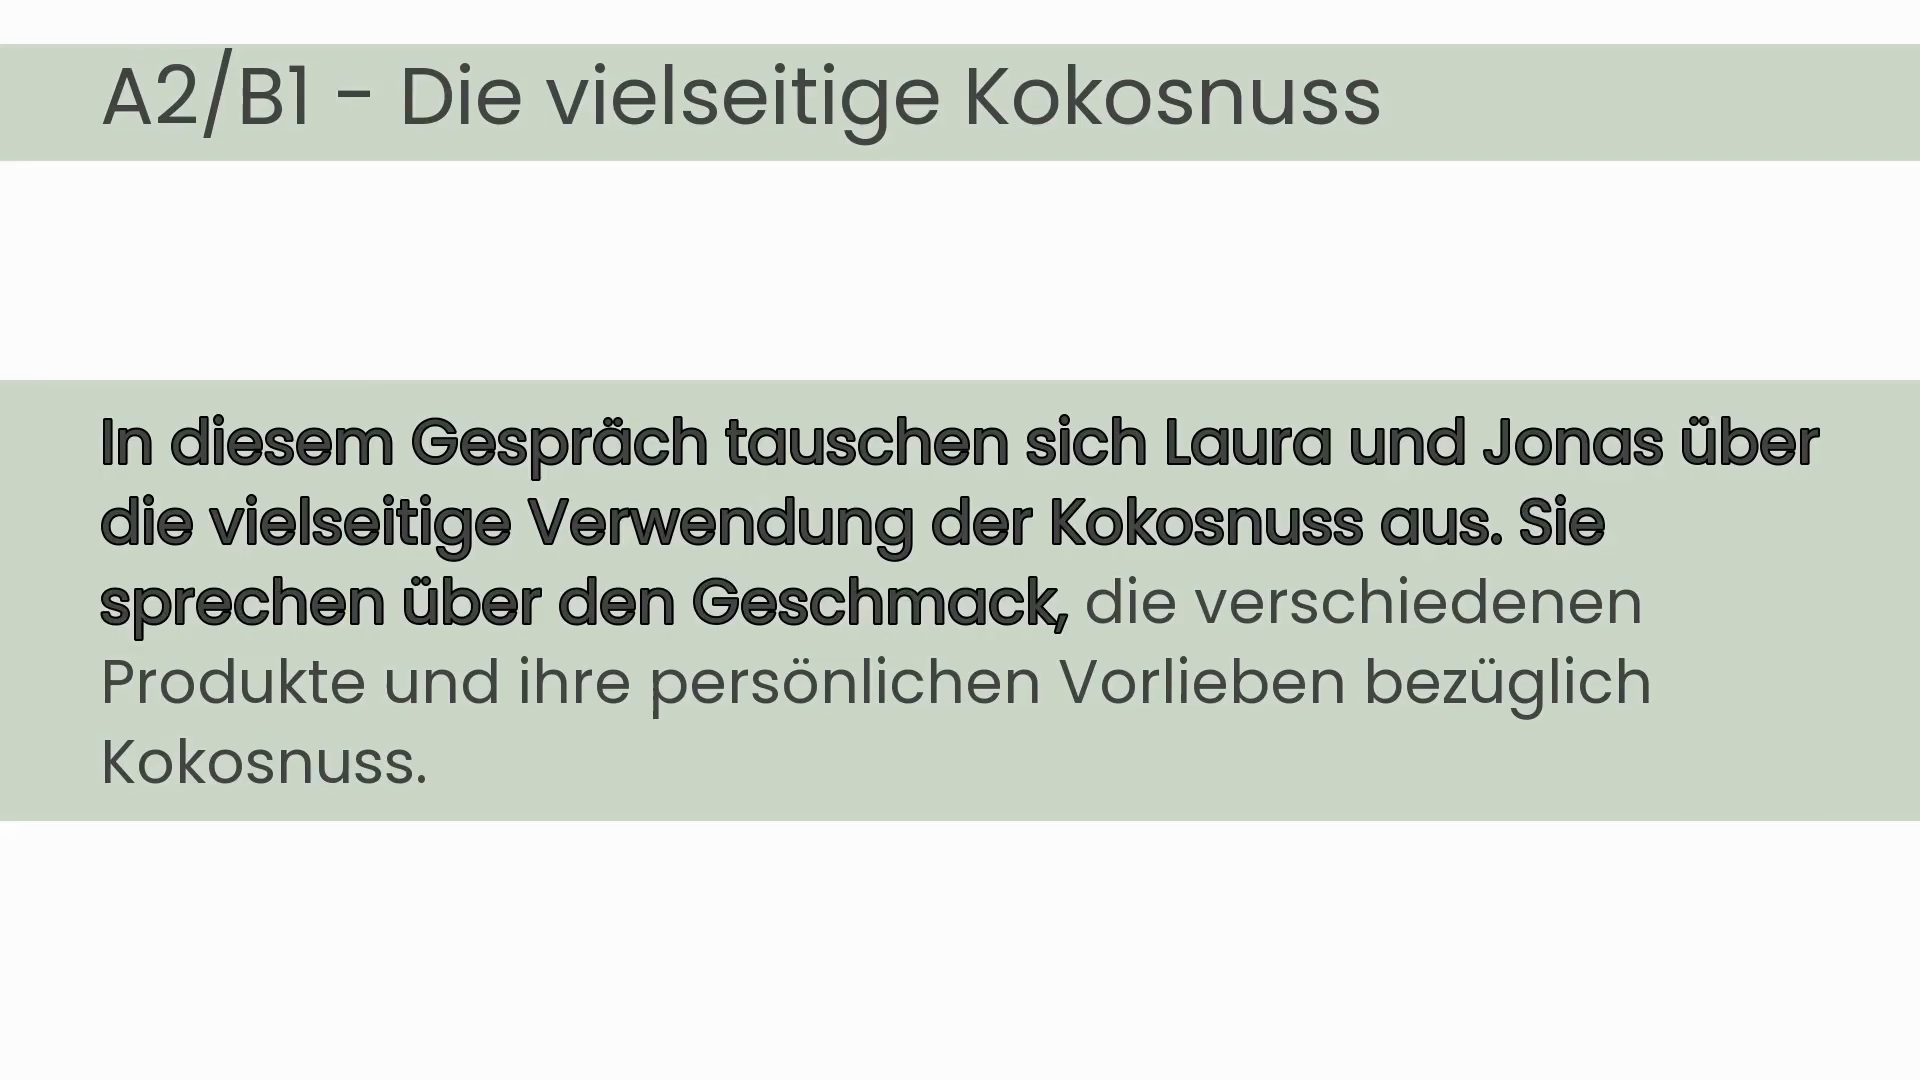 A2/B1 - Die vielseitige Kokosnuss
In diesem Gespräch tauschen sich Laura und Jonas über
die vielseitige Verwendung der Kokosnuss aus. Sie
sprechen über den Geschmack, die verschiedenen
Produkte und ihre persönlichen Vorlieben bezüglich
Kokosnuss.